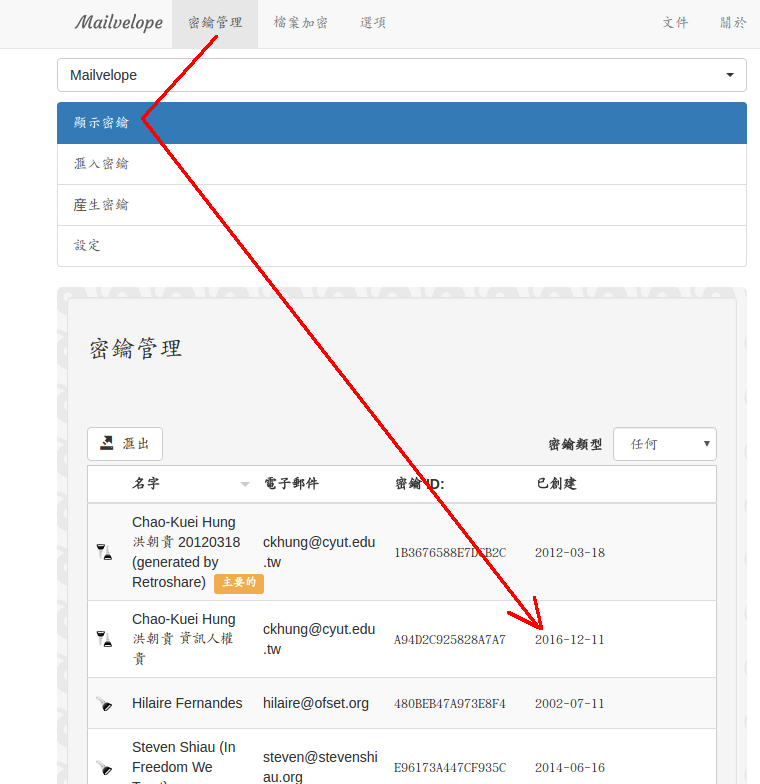 Mailvelope 密鑰管理 檔案加密 選項 文件 關於
Mailvelope
顯示密鑰
滙入密鑰
產生密鑰
設定
密鑰管理
滙出 密鑰類型 任何
名字 電子郵件 密鑰 ID: 已創建
Chao-Kuei Hung
洪朝貴 20120318
(generated by
Retroshare) 主要的
ckhung@cyut.edu
.tw
2012-03-18
Chao-Kuei Hung
洪朝貴 資訊人權
貴
ckhung@cyut.edu
.tw
A94D2C925828A7A7 2016-12-11
Hilaire Fernandes hilaire@ofset.org 480BEB47A973E8F4 2002-07-11
Steven Shiau (In
Freedom We
steven@stevenshi
au.org
E96173A447CF935C 2014-06-16